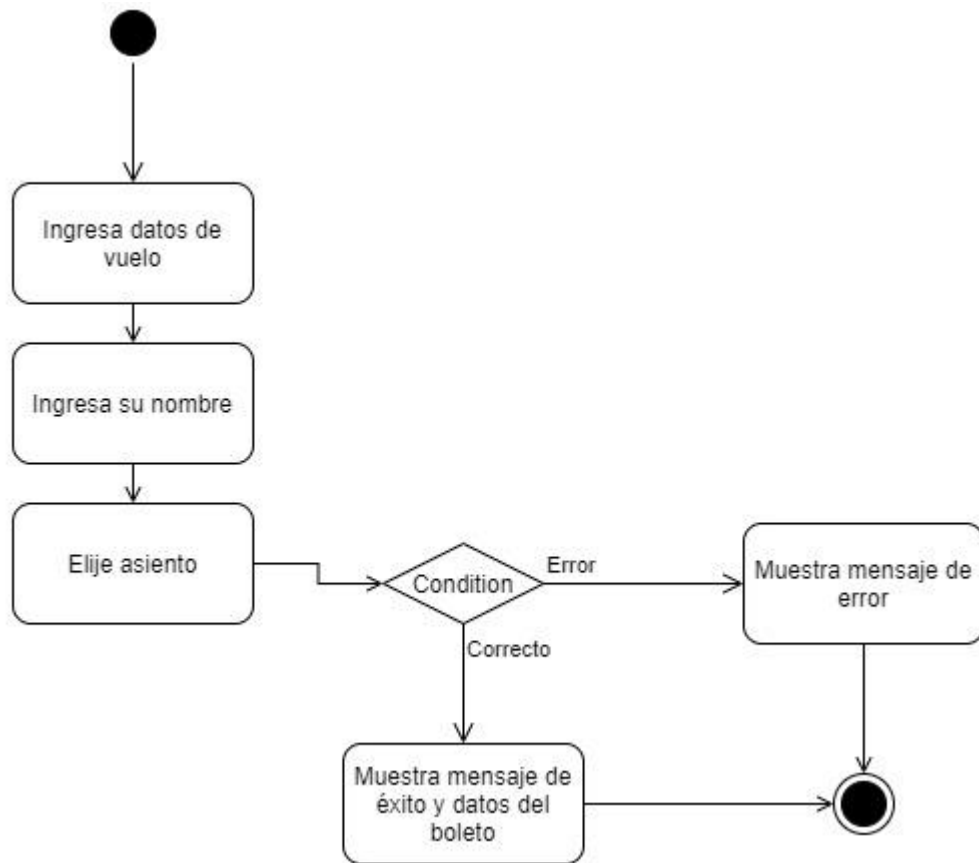 Ingresa datos de
vuelo
Ingresa su nombre
Elije asiento
Condition
Error
Muestra mensaje de
error
Correcto
Muestra mensaje de
éxito y datos del
boleto